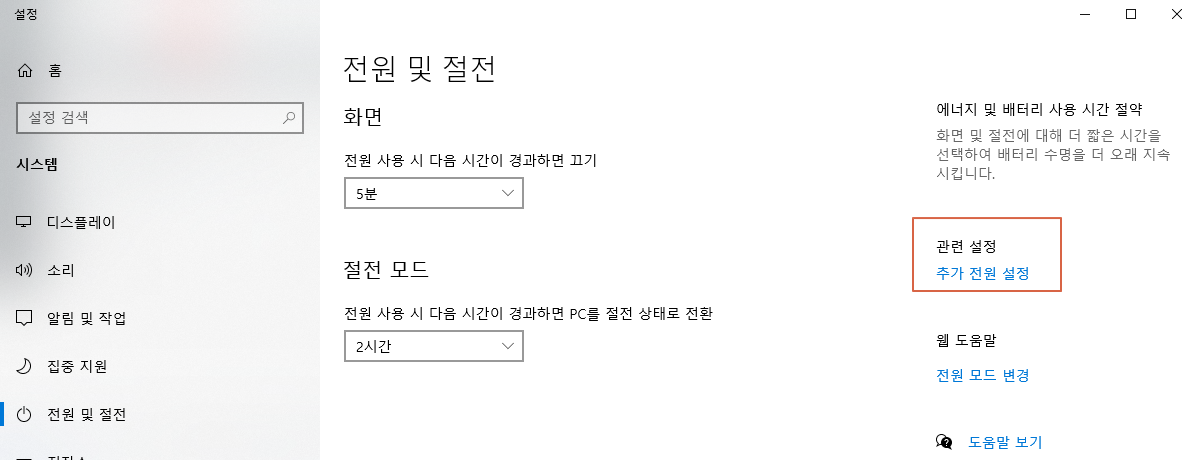 설정
홈
설정 검색
시스템
디스플레이
소리
알림 및 작업
집중 지원
전원 및 절전
전원 및 절전
화면
전원 사용 시 다음 시간이 경과하면 끄기
5분
절전 모드
전원 사용 시 다음 시간이 경과하면 PC를 절전 상태로 전환
2시간
에너지 및 배터리 사용 시간 절약
화면 및 절전에 대해 더 짧은 시간을
선택하여 배터리 수명을 더 오래 지속
시킵니다.
관련 설정
추가 전원 설정
웹 도움말
전원 모드 변경
도움말 보기